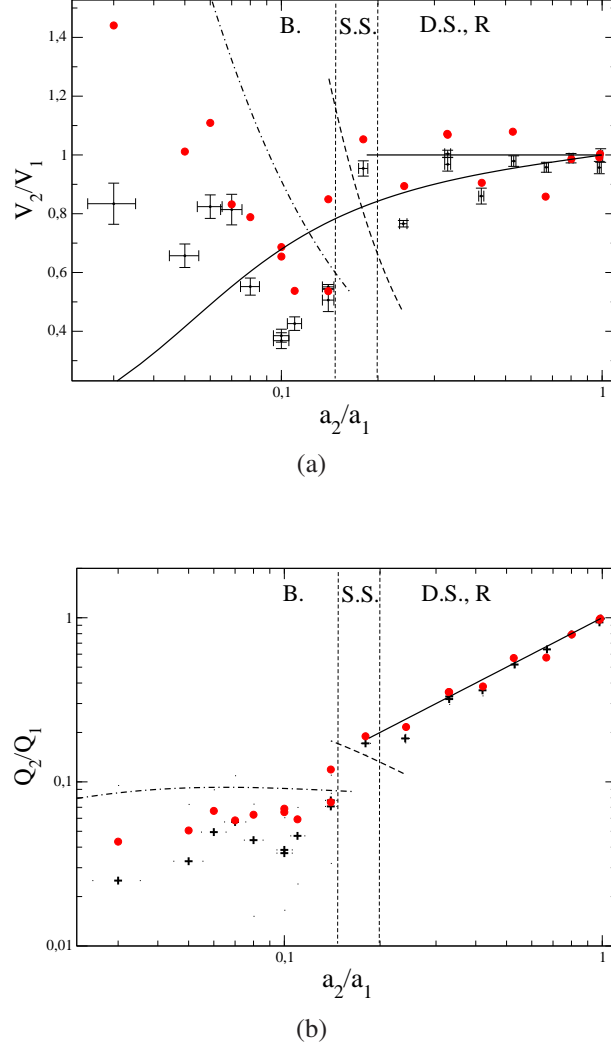 B. S.S. D.S., R
1,4
1,2
1
0,8
0,6
0,4
V2/V1
0,1 1
a2/a1
(a)
B. S.S. D.S., R
1
0,1
0,01
Q2/Q1
0,1 1
a2/a1
(b)